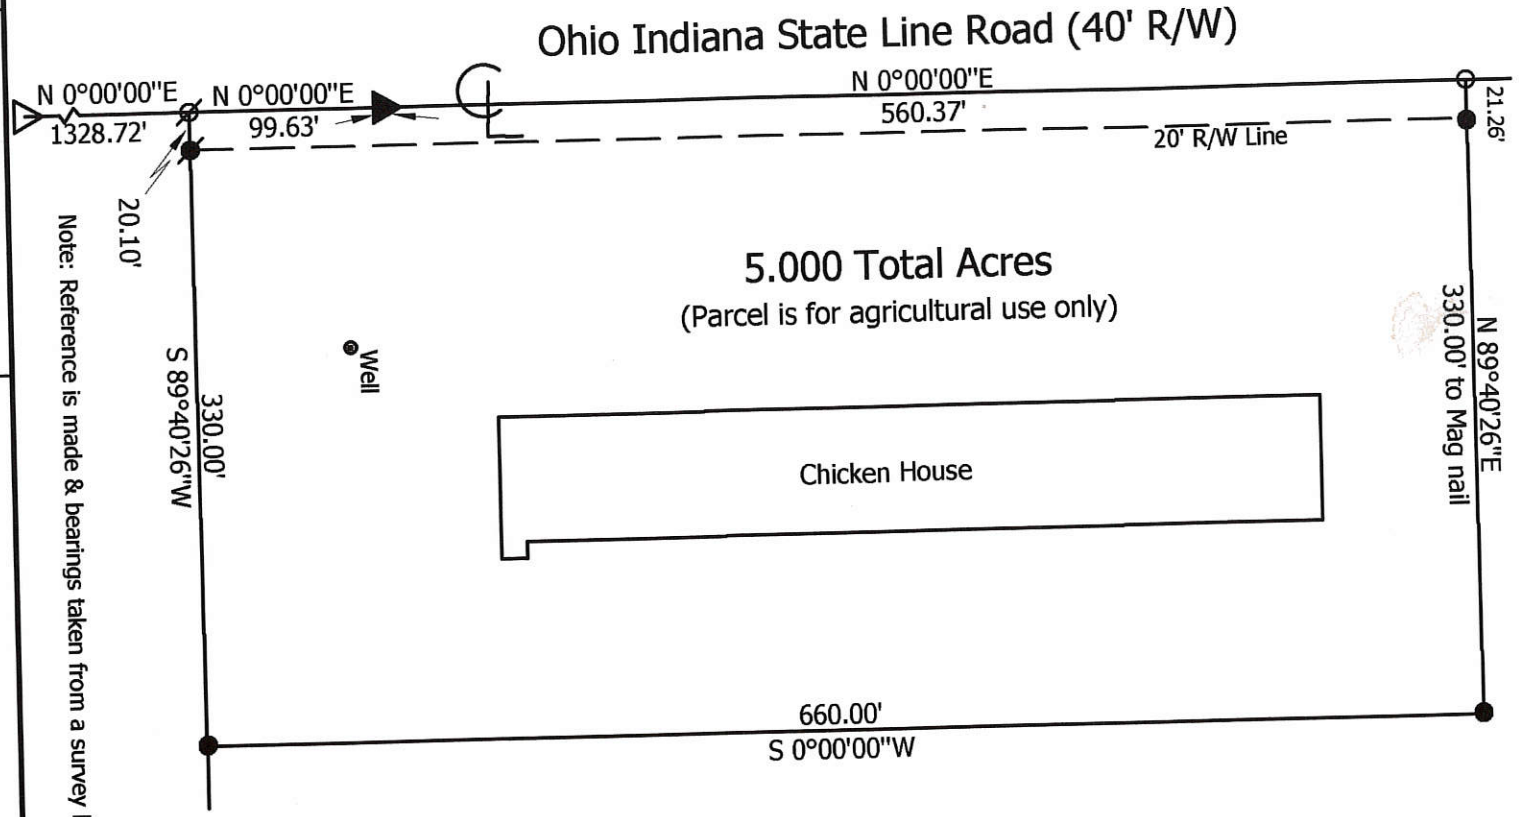 Ohio Indiana State Line Road (40' R/W)
N 0°00'00"E
1328.72'
N 0°00'00"E
99.63'
N 0°00'00"E
560.37'
21.26'
20' R/W Line
20.10'
Note: Reference is made & bearings taken from a survey
5.000 Total Acres
(Parcel is for agricultural use only)
Well
330.00'
S 89°40'26"W
N 89°40'26"E
330.00' to Mag nail
Chicken House
660.00'
S 0°00'00"W